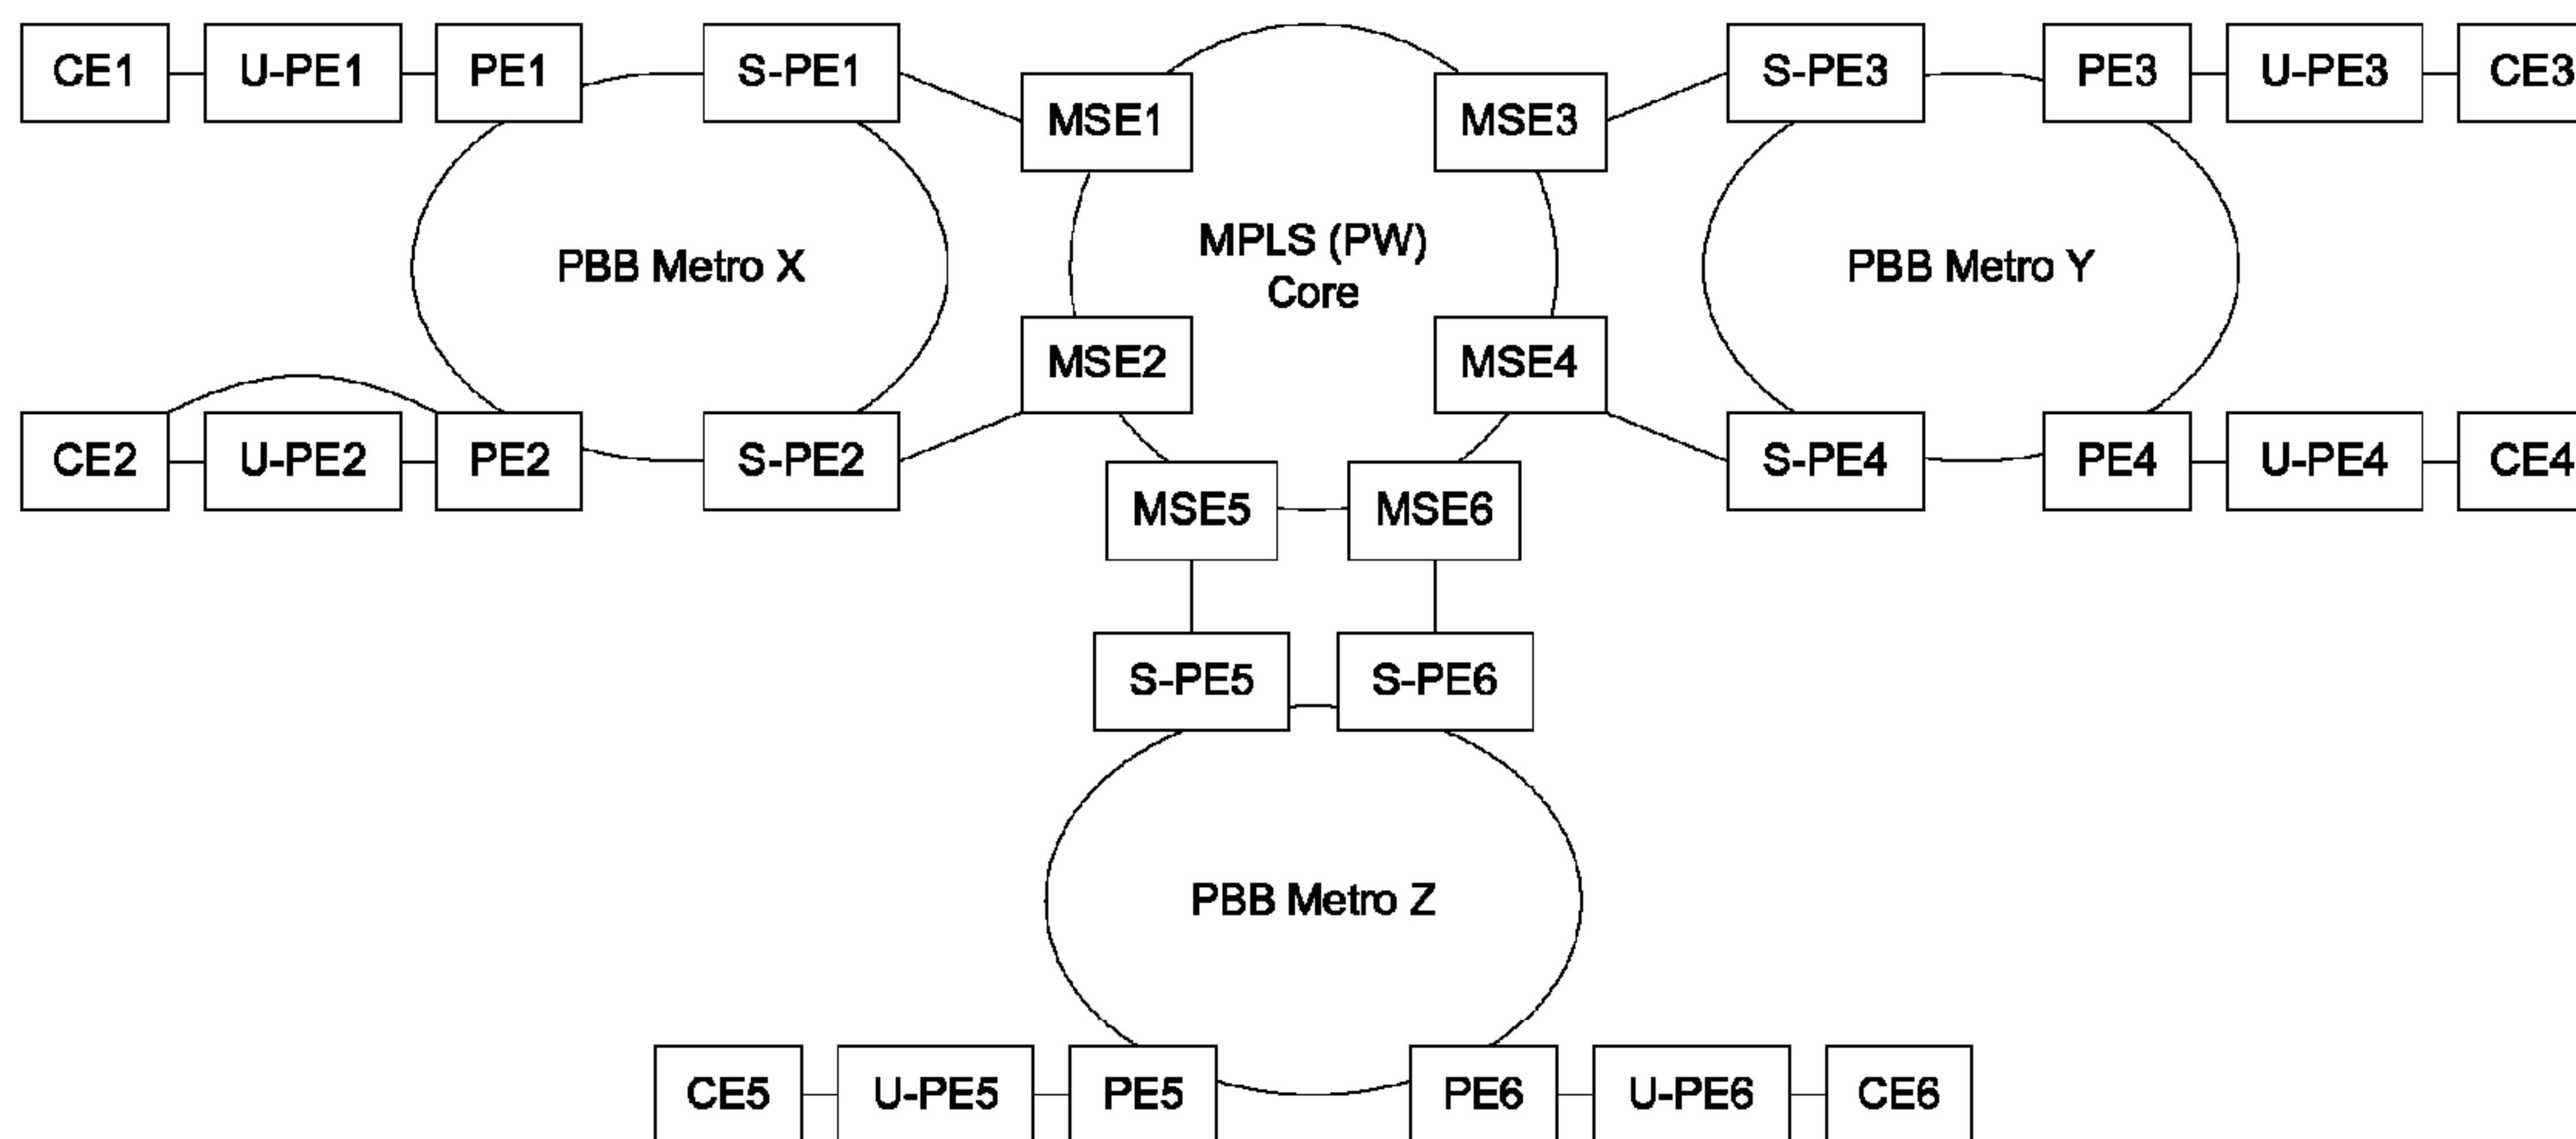 CE1 U-PE1 PE1 S-PE1 MSE1 MSE3 S-PE3 PE3 U-PE3 CE3
PBB Metro X
MPLS (PW)
Core
PBB Metro Y
CE2 U-PE2 PE2 S-PE2 MSE2 MSE4 S-PE4 PE4 U-PE4 CE4
MSE5 MSE6
S-PE5 S-PE6
PBB Metro Z
CE5 U-PE5 PE5 PE6 U-PE6 CE6